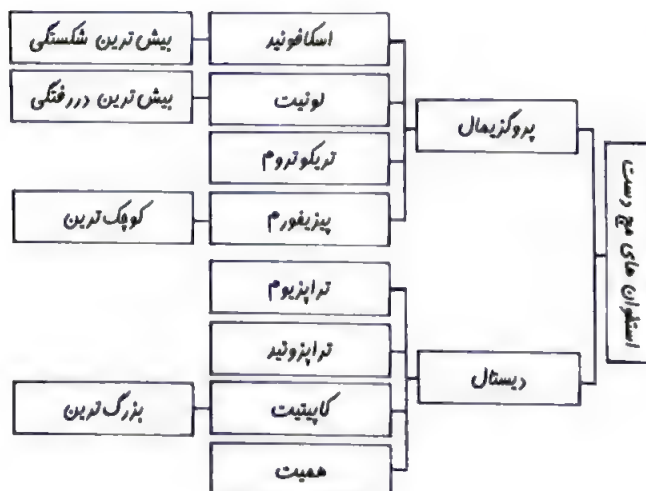 استخوان های مچ دست
پروگزیمال
اسکافوئید
بیش ترین شکستگی
لونیت
بیش ترین دررفتگی
تریکوتروم
پیزیفورم
کوچک ترین
دیستال
تراپزیوم
تراپزوئید
کاپیتیت
بزرگ ترین
همیت